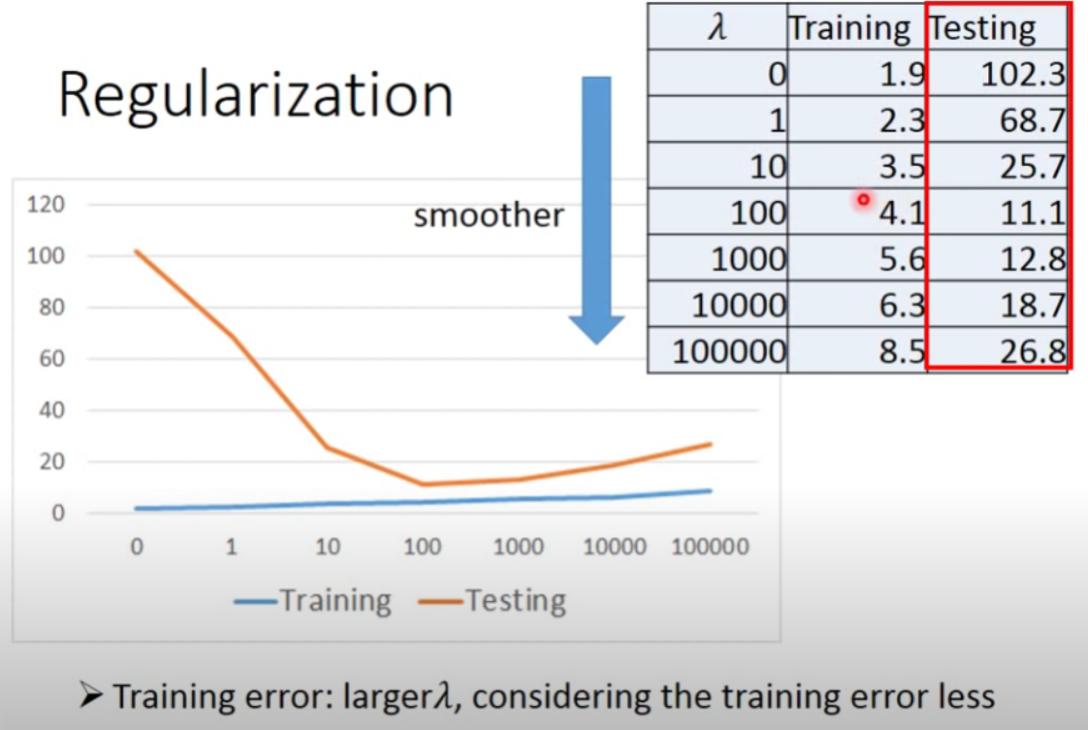 Regularization
smoother
λ Training Testing
0 1.9 102.3
1 2.3 68.7
10 3.5 25.7
100 4.1 11.1
1000 5.6 12.8
10000 6.3 18.7
100000 8.5 26.8
120
100
80
60
40
20
0
0 1 10 100 1000 10000 100000
Training Testing
➢ Training error: largerλ, considering the training error less